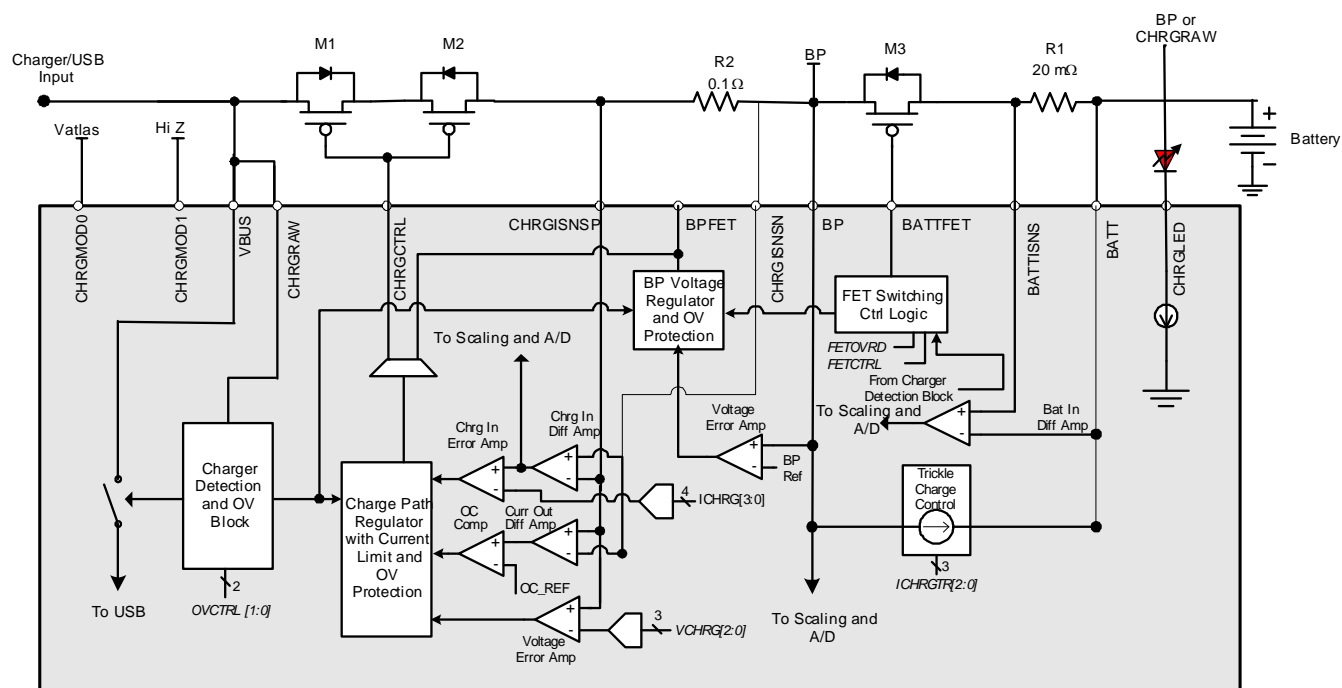 Charger/USB
Input
M1
M2
R2
0.1Ω
BP
M3
R1
20 mΩ
BP or
CHRGRAW
Vatlas
Hi Z
+
−
Battery
CHRGMOD0
CHRGMOD1
VBUS
CHRGRAW
CHRGCTRL
CHRGISNSP
BPFET
CHRGISNSN
BP
BATTFET
BATTISNS
BATT
CHRGLED
BP Voltage
Regulator
and OV
Protection
FET Switching
Ctrl Logic
FETOVRD
FETCTRL
From Charger
Detection Block
To Scaling and A/D
To Scaling and
A/D
+
-
Bat In
Diff Amp
Charger
Detection
and OV
Block
Charge Path
Regulator
with Current
Limit and
OV
Protection
Chrg In
Error Amp
+
-
Chrg In
Diff Amp
+
-
Voltage
Error Amp
+
-
BP
Ref
4
ICHRG[3:0]
OC
Comp
+
-
Curr Out
Diff Amp
+
-
OC_REF
Trickle
Charge
Control
3
ICHRGTR[2:0]
To USB
2
OVCTRL [1:0]
+
-
Voltage
Error Amp
3
VCHRG[2:0]
To Scaling and
A/D